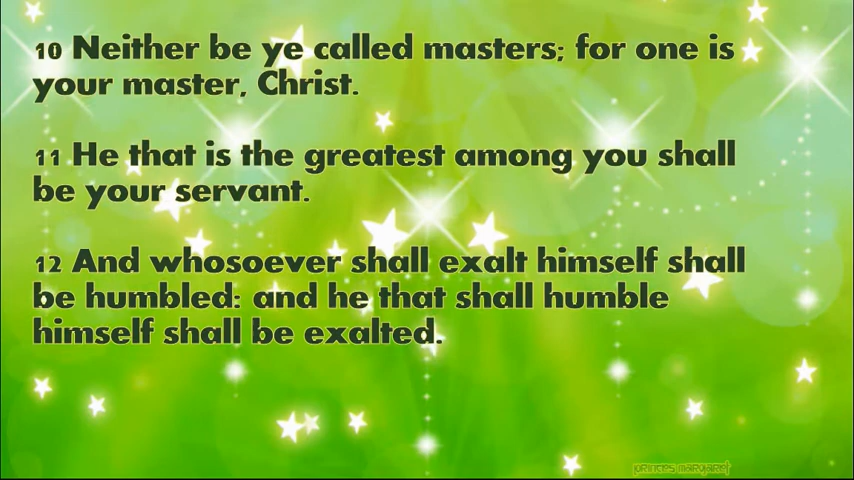 10 Neither be ye called masters; for one is
your master, Christ.
11 He that is the greatest among you shall
be your servant.
12 And whosoever shall exalt himself shall
be humbled: and he that shall humble
himself shall be exalted.
princes margaret